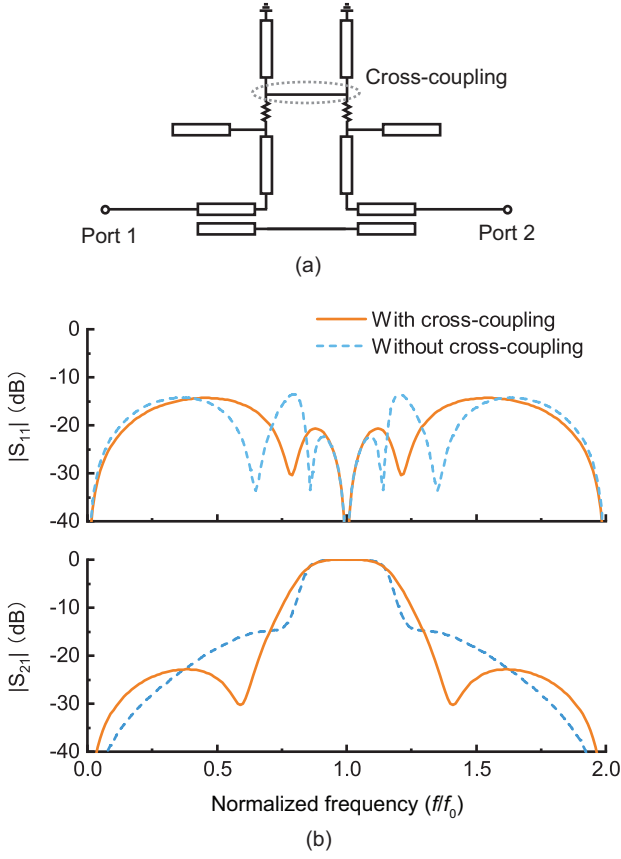 Cross-coupling
Port 1
Port 2
(a)
With cross-coupling
Without cross-coupling
|S11| (dB)
0
-10
-20
-30
-40
|S21| (dB)
0
-10
-20
-30
-40
0.0 0.5 1.0 1.5 2.0
Normalized frequency (f/f0)
(b)